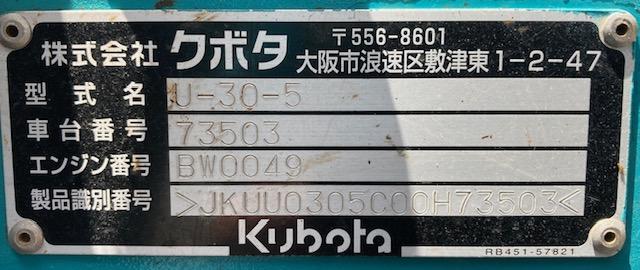 株式会社 クボタ 〒556-8601
大阪市浪速区敷津東1-2-47
型式名 U-30-5
車台番号 73503
エンジン番号 BW0049
製品識別番号 >JKUU0305C00H73503<
Kubota
RB451-57821